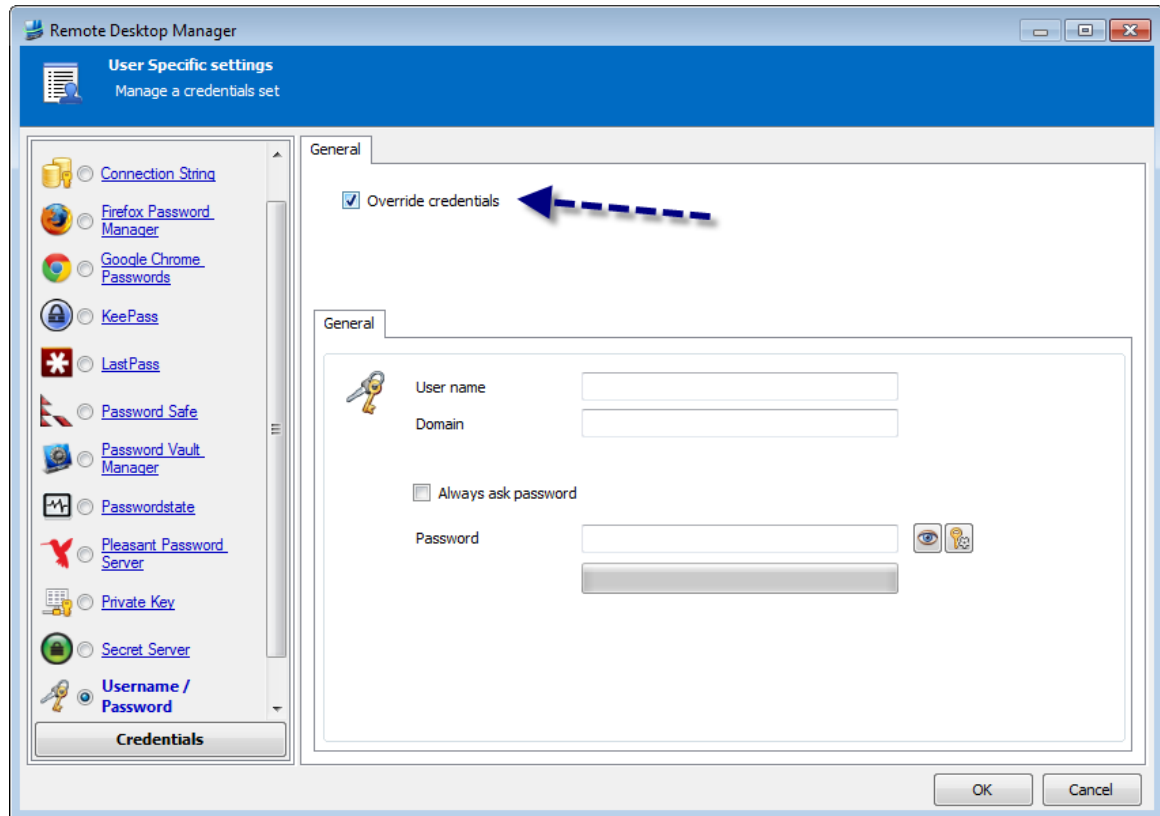 Remote Desktop Manager
User Specific settings
Manage a credentials set
Connection String
Firefox Password
Manager
Google Chrome
Passwords
KeePass
LastPass
Password Safe
Password Vault
Manager
Passwordstate
Pleasant Password
Server
Private Key
Secret Server
Username /
Password
Credentials
General
Override credentials
General
User name
Domain
Always ask password
Password
OK
Cancel